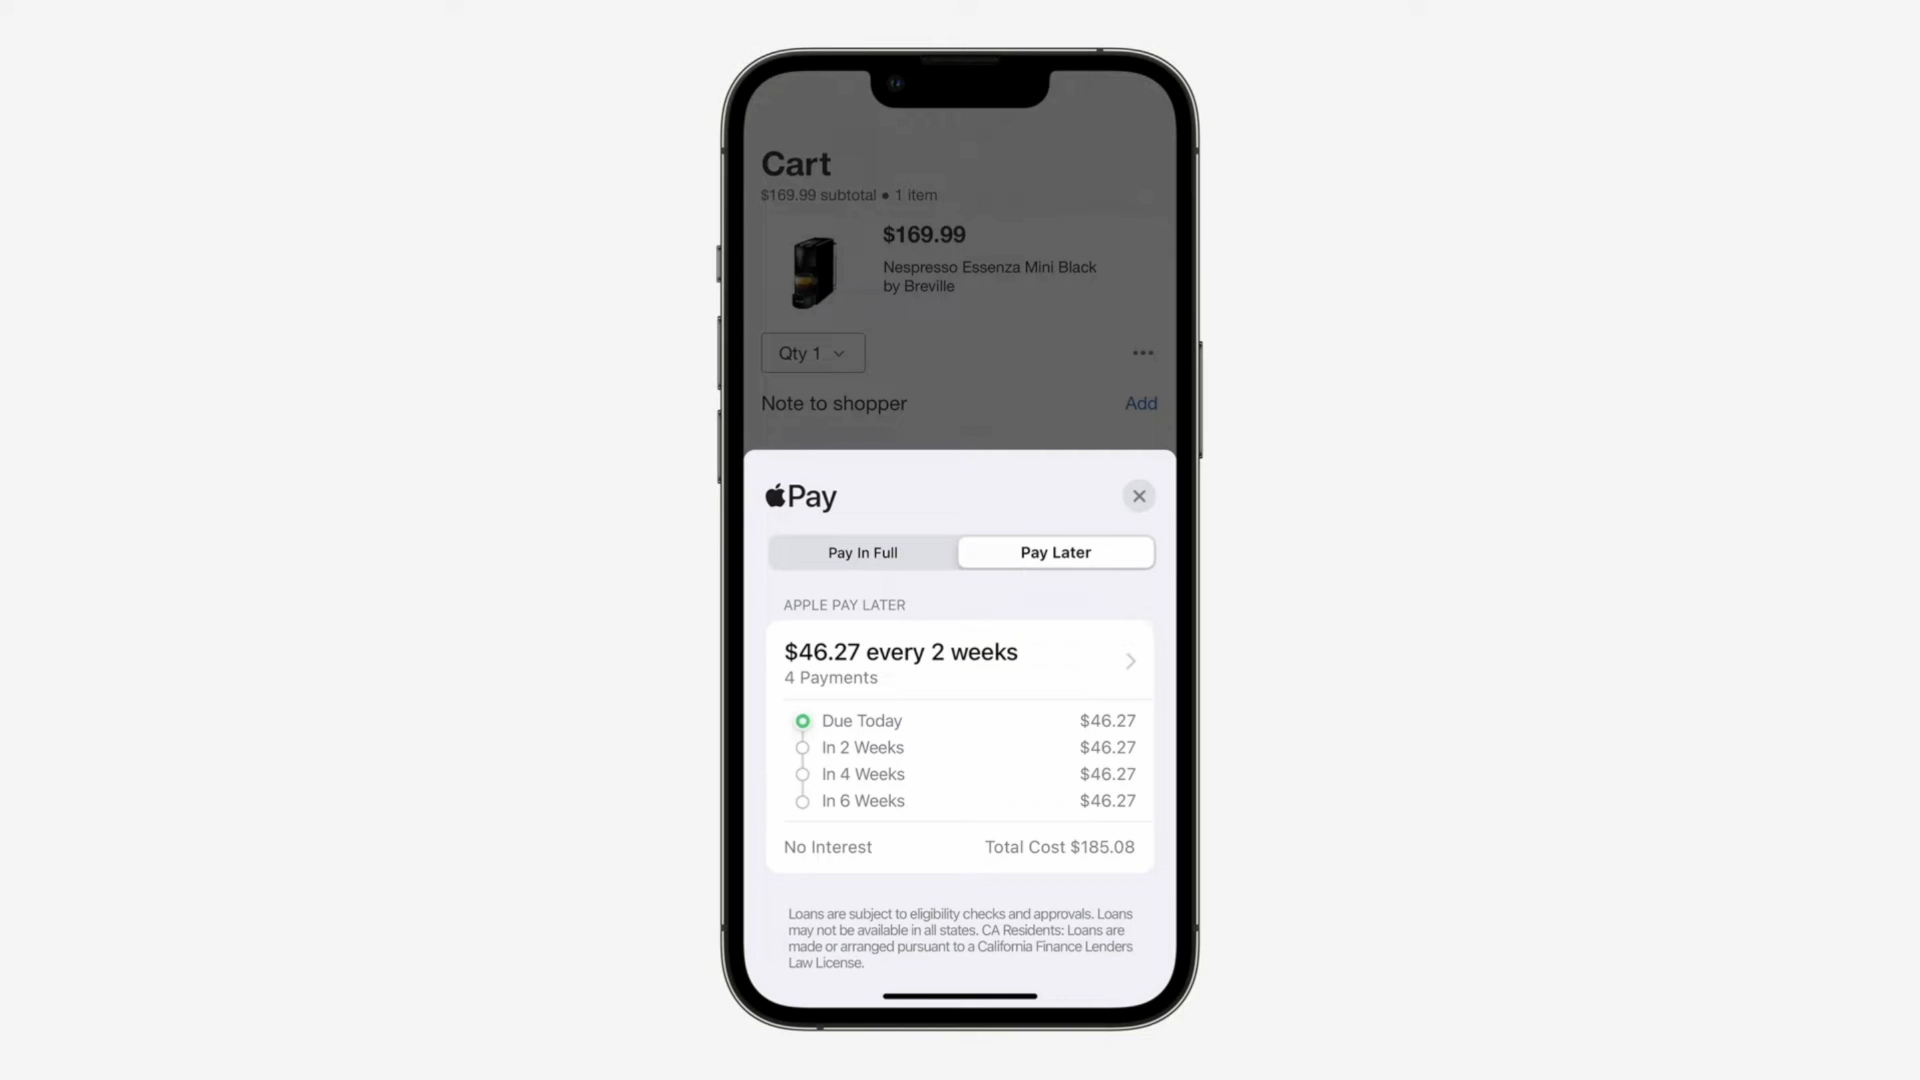 Cart
$169.99 subtotal • 1 item
$169.99
Nespresso Essenza Mini Black
by Breville
Qty 1
Note to shopper
Add
Pay
Pay In Full
Pay Later
APPLE PAY LATER
$46.27 every 2 weeks
4 Payments
Due Today $46.27
In 2 Weeks $46.27
In 4 Weeks $46.27
In 6 Weeks $46.27
No Interest Total Cost $185.08
Loans are subject to eligibility checks and approvals. Loans
may not be available in all states. CA Residents: Loans are
made or arranged pursuant to a California Finance Lenders
Law License.